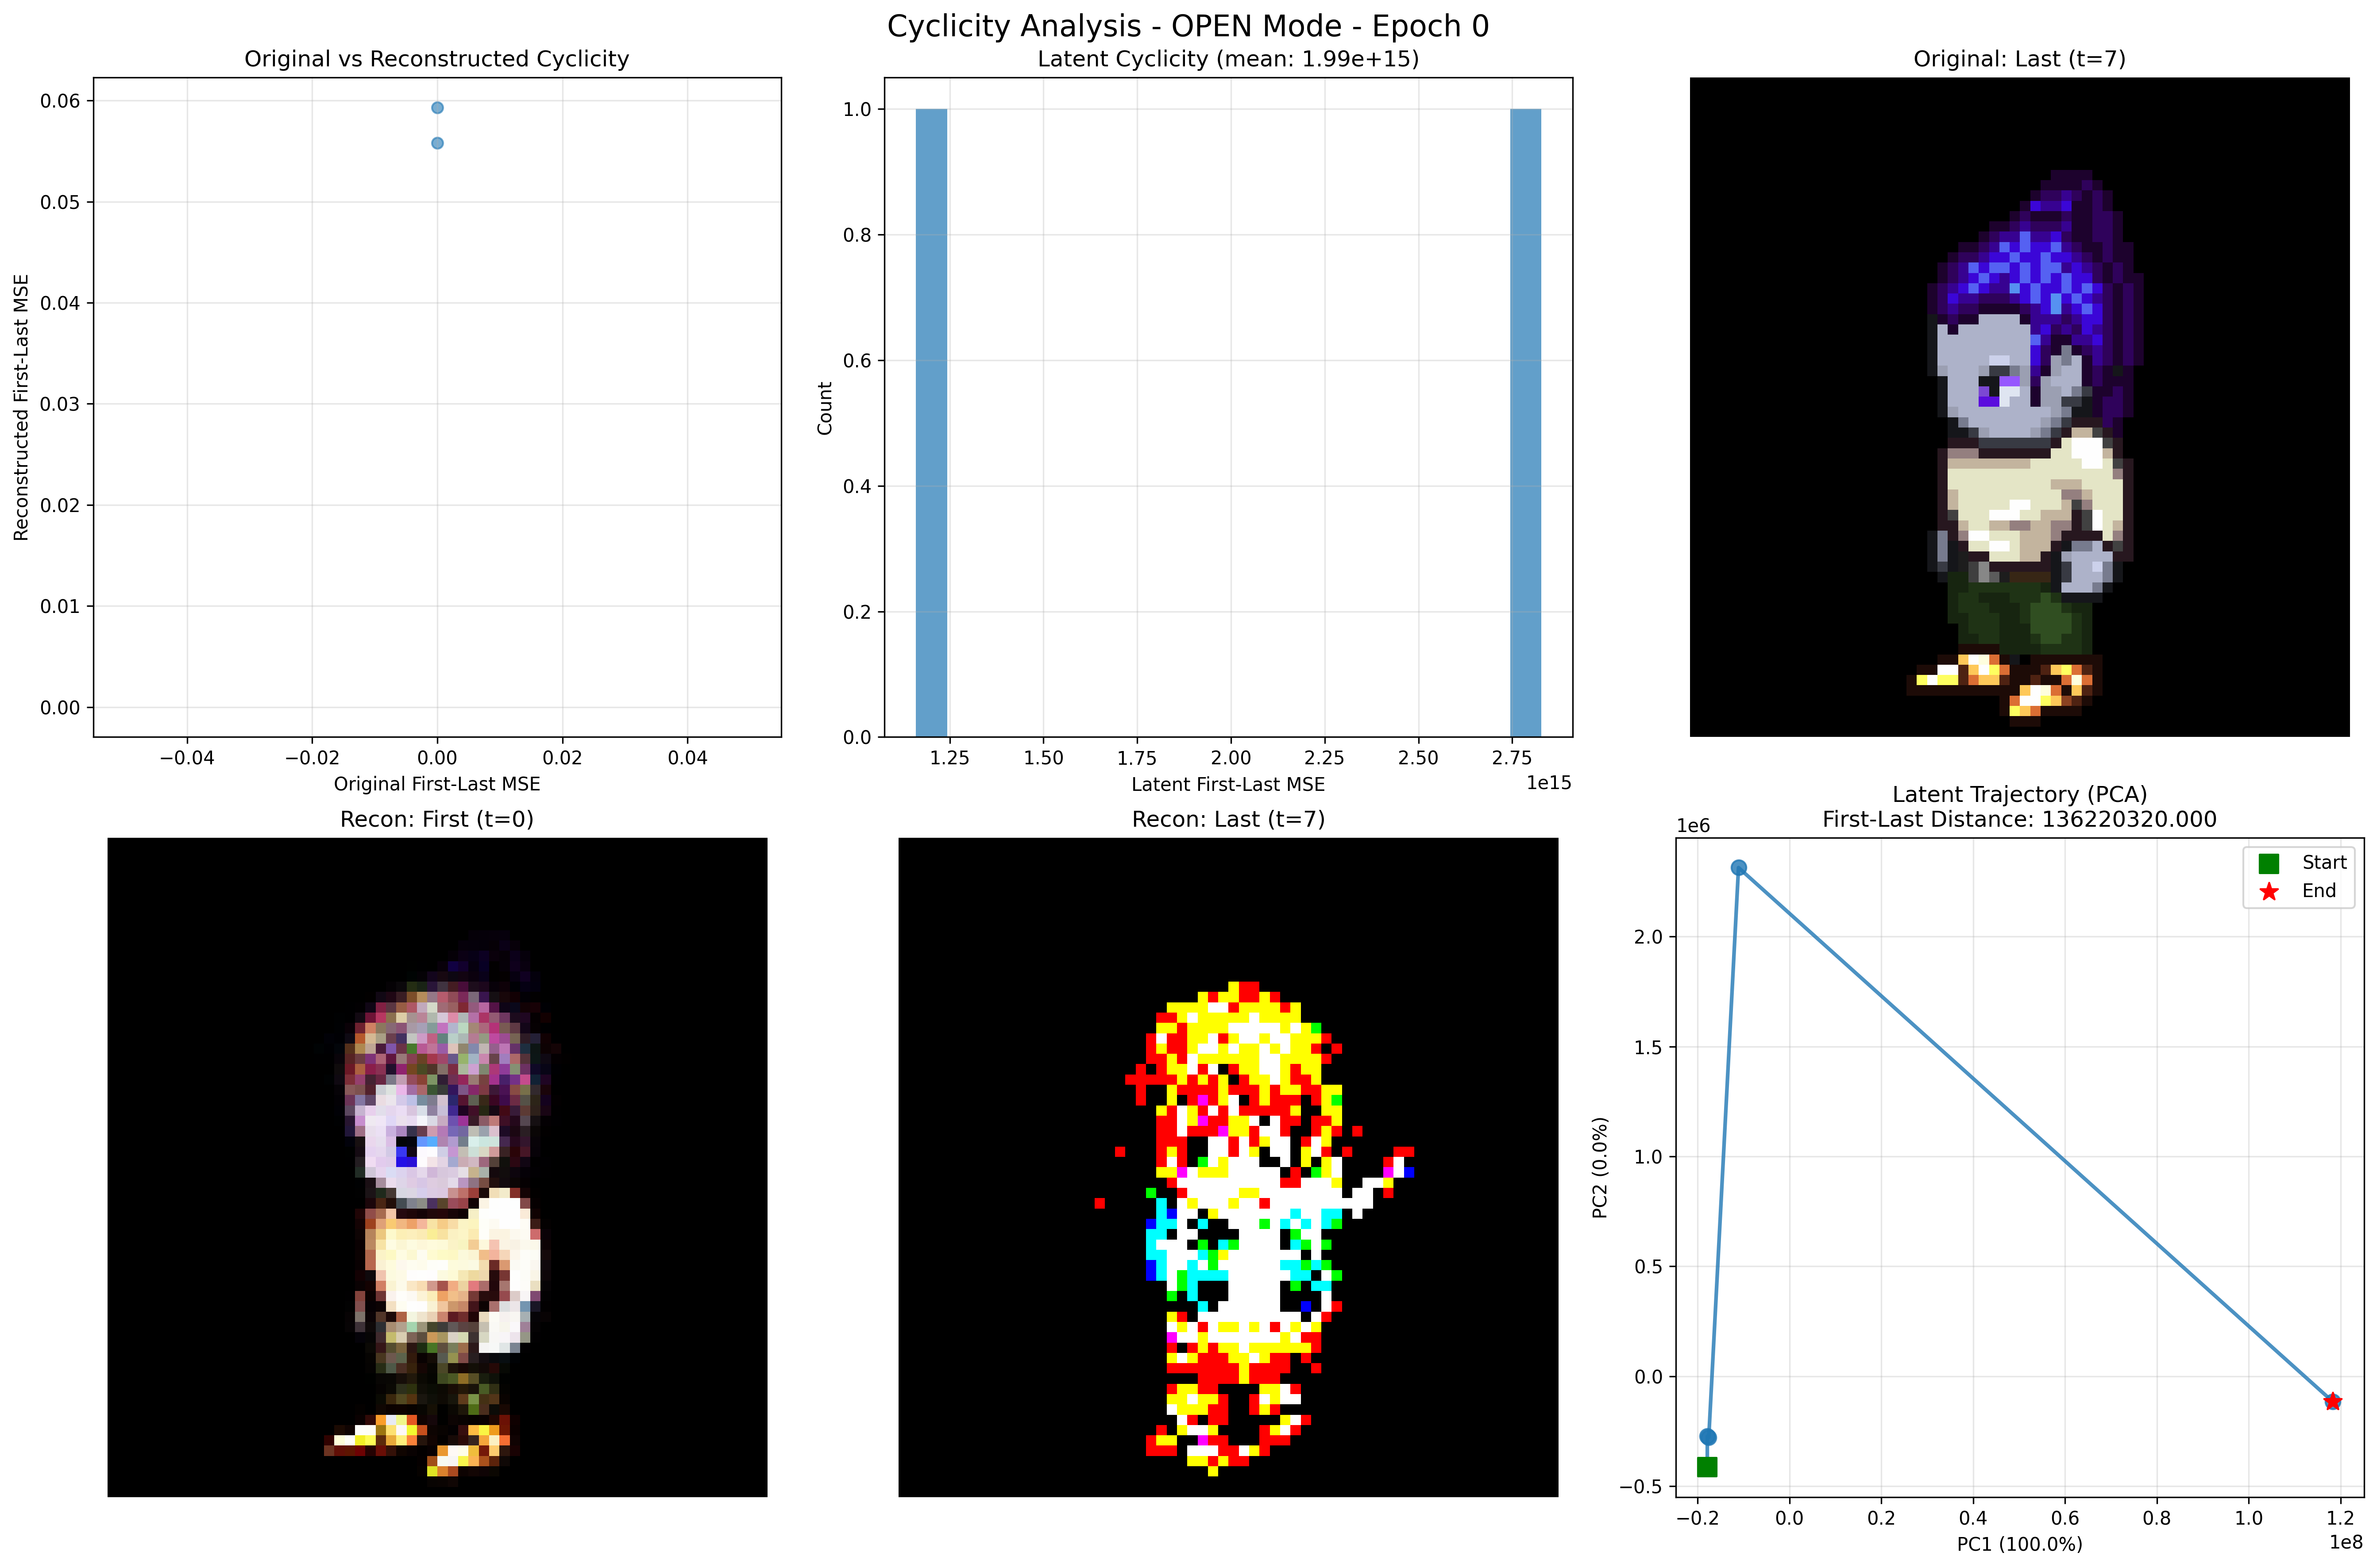 Cyclicity Analysis - OPEN Mode - Epoch 0
Original vs Reconstructed Cyclicity
0.06
0.05
0.04
0.03
0.02
0.01
0.00
Reconstructed First-Last MSE
−0.04
−0.02
0.00
0.02
0.04
Original First-Last MSE
Latent Cyclicity (mean: 1.99e+15)
1.0
0.8
0.6
0.4
0.2
0.0
Count
1.25
1.50
1.75
2.00
2.25
2.50
2.75
1e15
Latent First-Last MSE
Original: Last (t=7)
Recon: First (t=0)
Recon: Last (t=7)
Latent Trajectory (PCA)
First-Last Distance: 136220320.000
1e6
Start
End
2.0
1.5
1.0
0.5
0.0
−0.5
PC2 (0.0%)
−0.2
0.0
0.2
0.4
0.6
0.8
1.0
1.2
1e8
PC1 (100.0%)